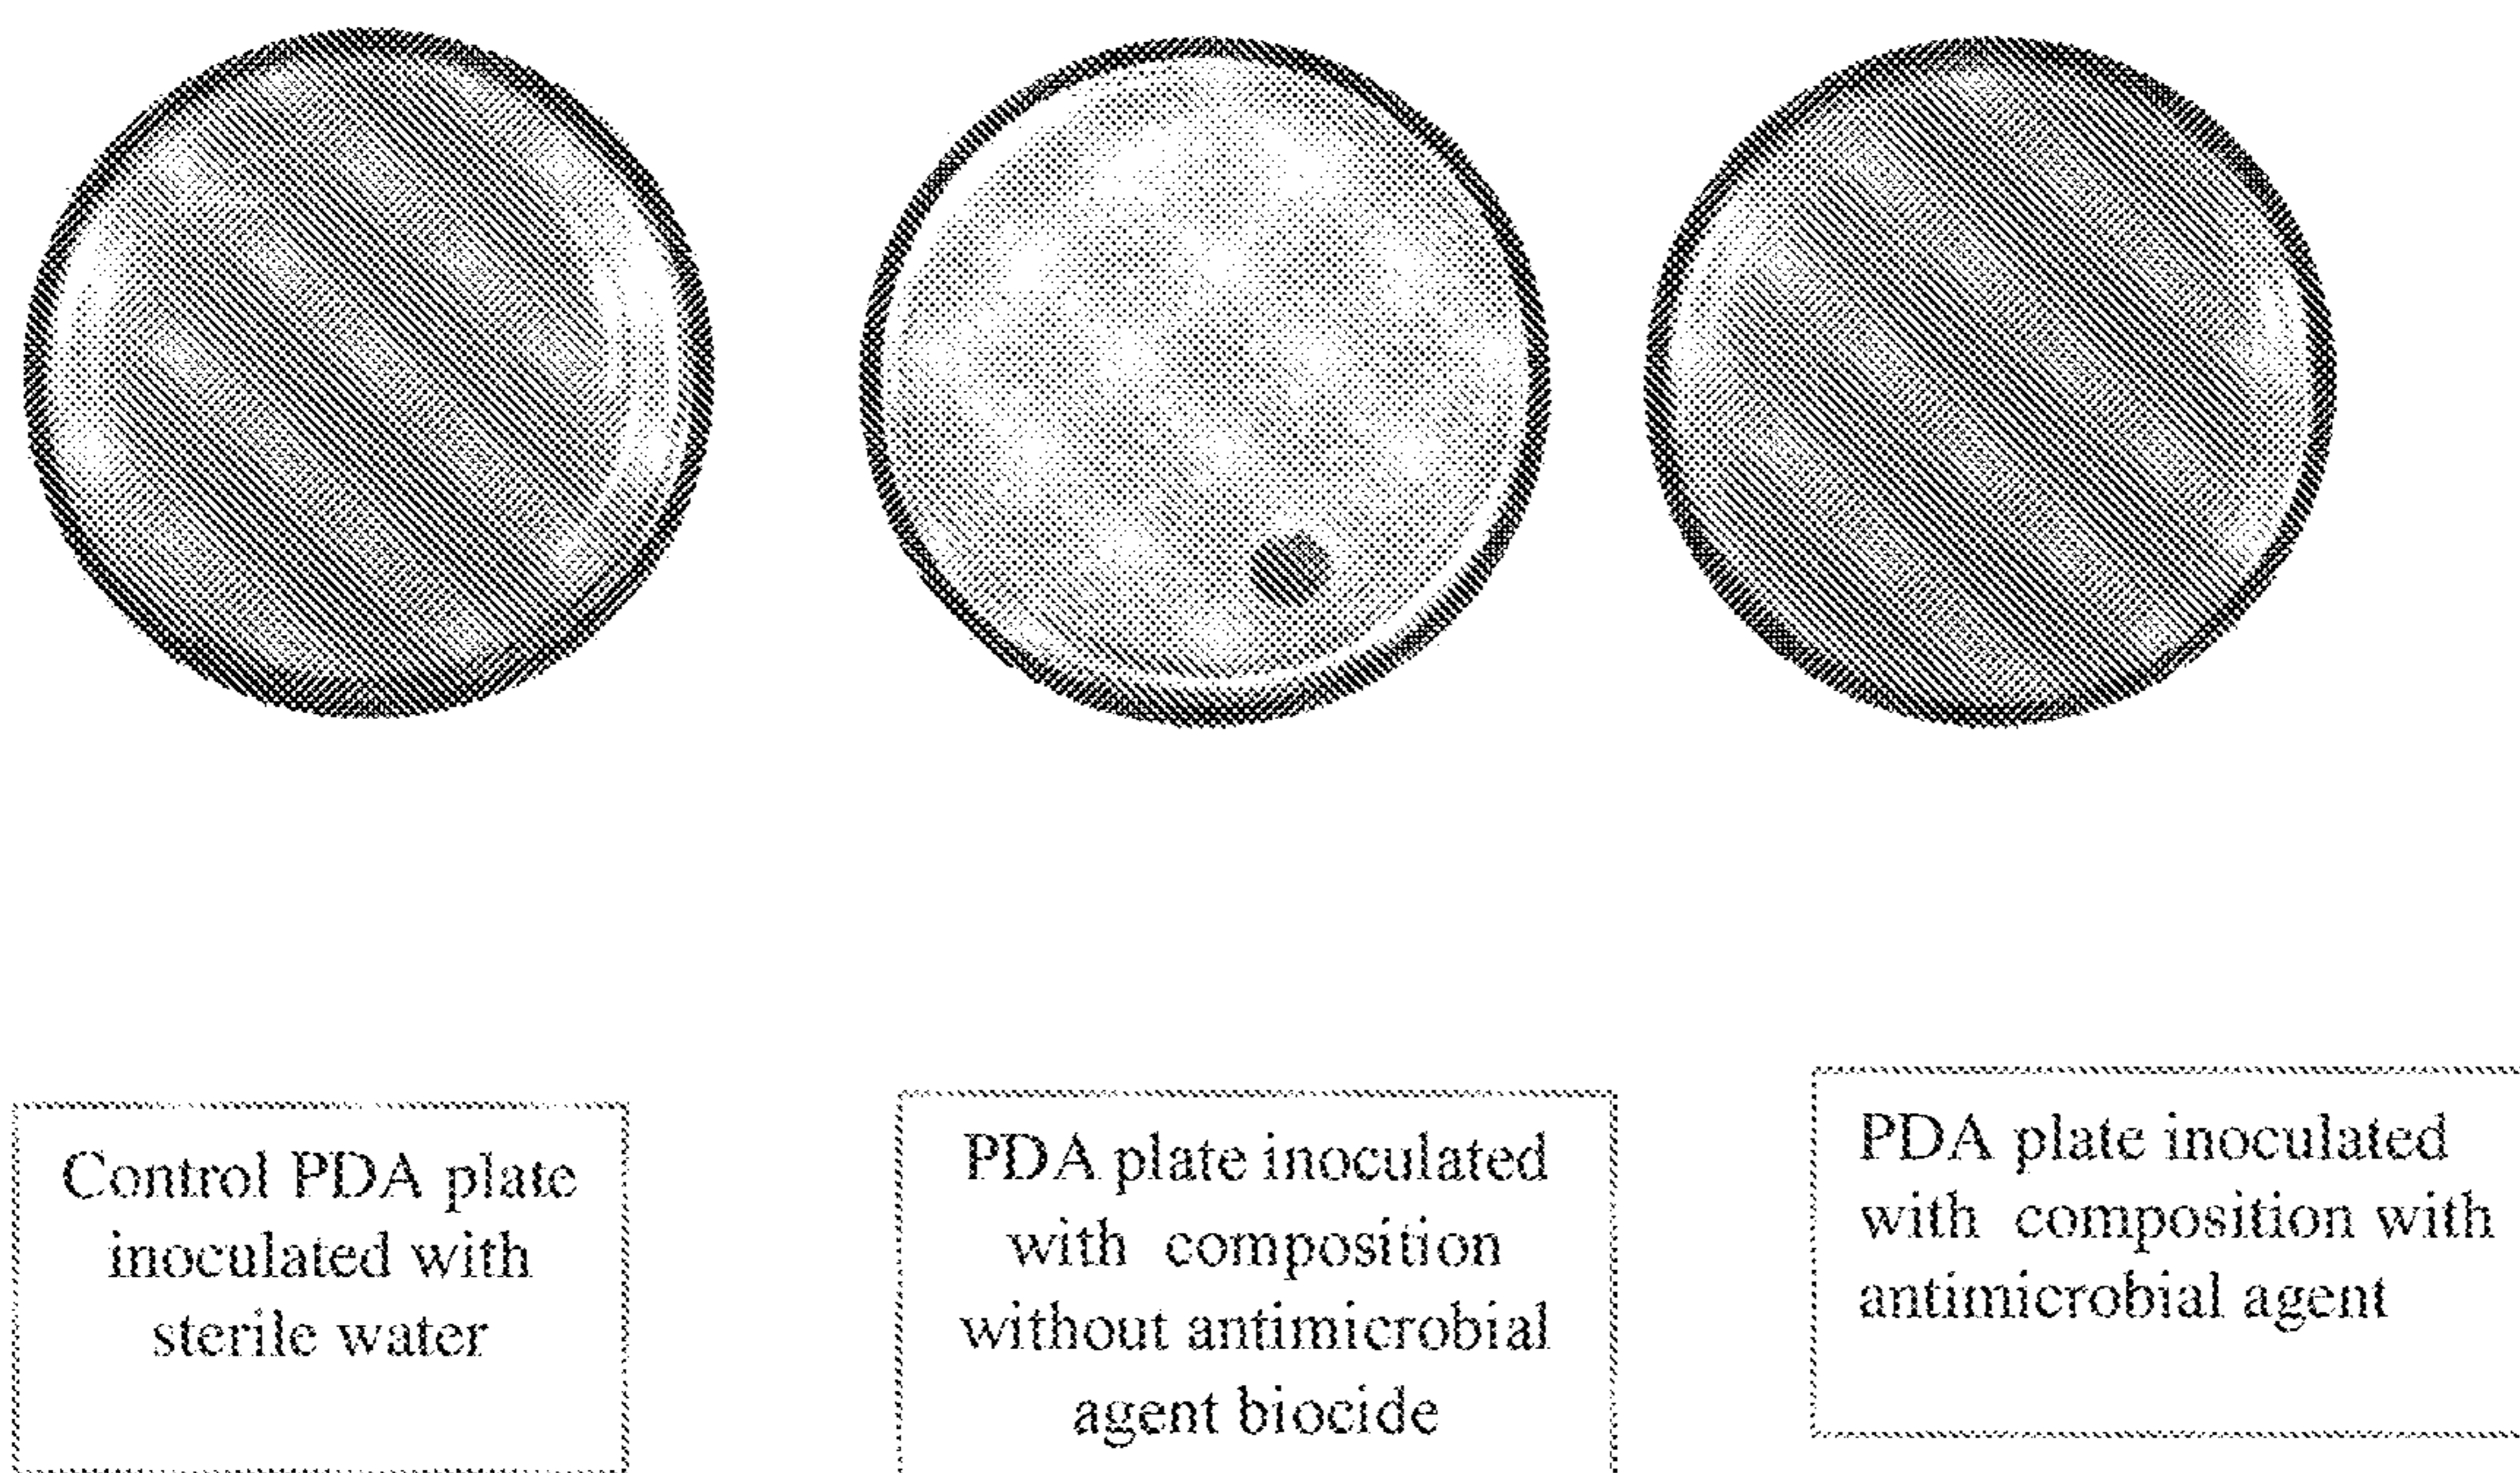 Control PDA plate
inoculated with
sterile water
PDA plate inoculated
with composition
without antimicrobial
agent biocide
PDA plate inoculated
with composition with
antimicrobial agent